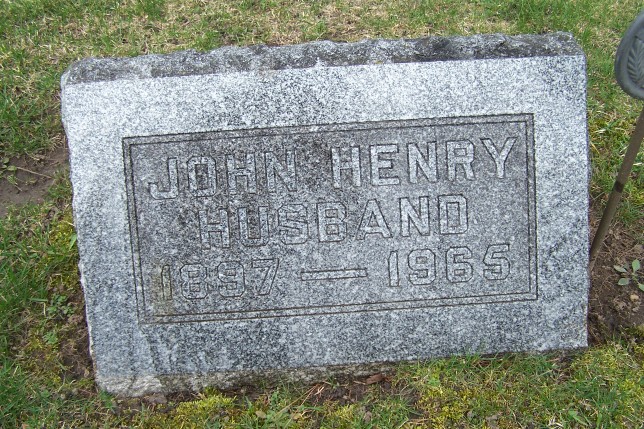 JOHN HENRY
HUSBAND
1897 — 1965